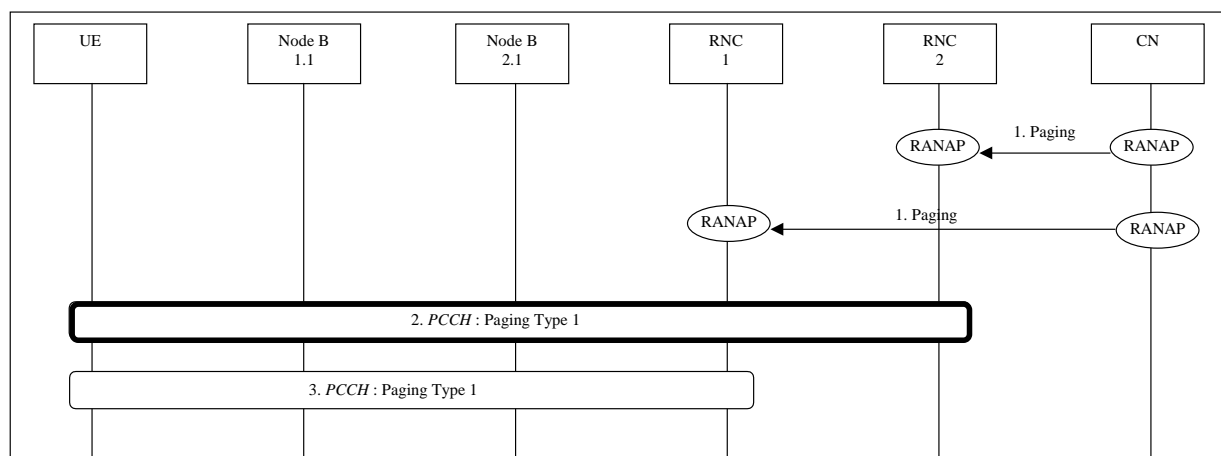 UE
Node B
1.1
Node B
2.1
RNC
1
RNC
2
CN
1. Paging
RANAP
RANAP
1. Paging
RANAP
RANAP
2. PCCH : Paging Type 1
3. PCCH : Paging Type 1